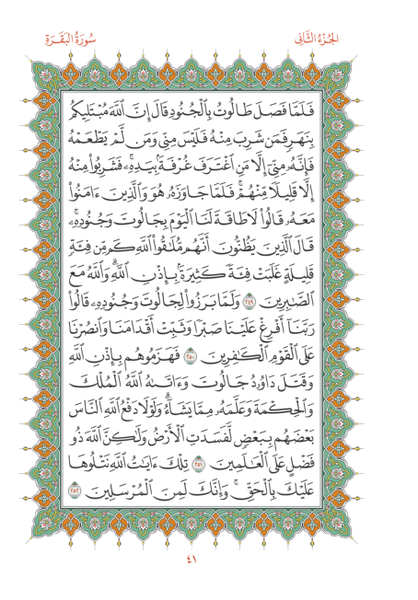 الجُزْءُ الثَّانِي
سُورَةُ البَقَرَةِ
فَلَمَّا فَصَلَ طَالُوتُ بِٱلْجُنُودِ قَالَ إِنَّ ٱللَّهَ مُبْتَلِيكُم
بِنَهَرٍ فَمَن شَرِبَ مِنْهُ فَلَيْسَ مِنِّي وَمَن لَّمْ يَطْعَمْهُ
فَإِنَّهُۥ مِنِّيٓ إِلَّا مَنِ ٱغْتَرَفَ غُرْفَةَۢ بِيَدِهِۦۚ فَشَرِبُواْ مِنْهُ
إِلَّا قَلِيلٗا مِّنْهُمْۚ فَلَمَّا جَاوَزَهُۥ هُوَ وَٱلَّذِينَ ءَامَنُواْ
مَعَهُۥ قَالُواْ لَا طَاقَةَ لَنَا ٱلْيَوْمَ بِجَالُوتَ وَجُنُودِهِۦۚ
قَالَ ٱلَّذِينَ يَظُنُّونَ أَنَّهُم مُّلَٰقُواْ ٱللَّهِ كَم مِّن فِئَةٖ
قَلِيلَةٍ غَلَبَتْ فِئَةٗ كَثِيرَةَۢ بِإِذْنِ ٱللَّهِۗ وَٱللَّهُ مَعَ
ٱلصَّٰبِرِينَ ٢٤٩ وَلَمَّا بَرَزُواْ لِجَالُوتَ وَجُنُودِهِۦ قَالُواْ
رَبَّنَآ أَفْرِغْ عَلَيْنَا صَبْرٗا وَثَبِّتْ أَقْدَامَنَا وَٱنصُرْنَا
عَلَى ٱلْقَوْمِ ٱلْكَٰفِرِينَ ٢٥٠ فَهَزَمُوهُم بِإِذْنِ ٱللَّهِ
وَقَتَلَ دَاوُۥدُ جَالُوتَ وَءَاتَىٰهُ ٱللَّهُ ٱلْمُلْكَ
وَٱلْحِكْمَةَ وَعَلَّمَهُۥ مِمَّا يَشَآءُۗ وَلَوْلَا دَفْعُ ٱللَّهِ ٱلنَّاسَ
بَعْضَهُم بِبَعْضٖ لَّفَسَدَتِ ٱلْأَرْضُ وَلَٰكِنَّ ٱللَّهَ ذُو
فَضْلٍ عَلَى ٱلْعَٰلَمِينَ ٢٥١ تِلْكَ ءَايَٰتُ ٱللَّهِ نَتْلُوهَا
عَلَيْكَ بِٱلْحَقِّۚ وَإِنَّكَ لَمِنَ ٱلْمُرْسَلِينَ ٢٥٢
٤١